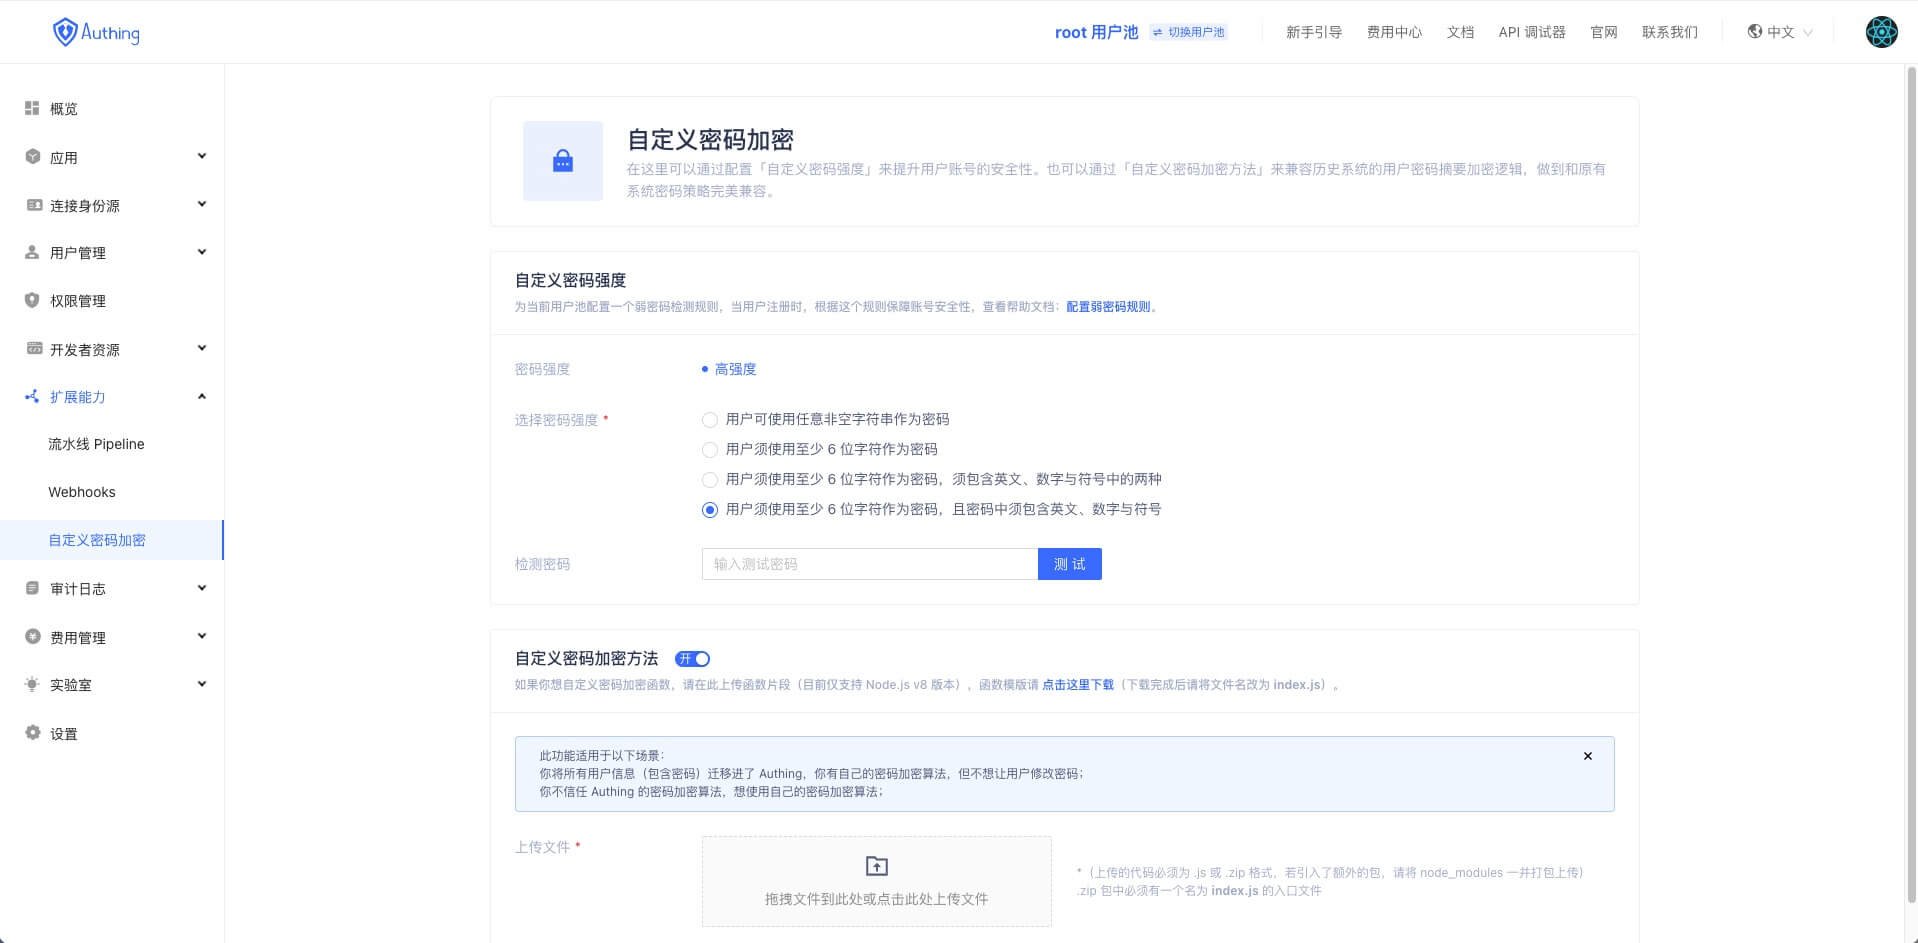 Authing
root 用户池
切换用户池
新手引导
费用中心
文档
API 调试器
官网
联系我们
中文
概览
应用
连接身份源
用户管理
权限管理
开发者资源
扩展能力
流水线 Pipeline
Webhooks
自定义密码加密
审计日志
费用管理
实验室
设置
自定义密码加密
在这里可以通过配置「自定义密码强度」来提升用户账号的安全性。也可以通过「自定义密码加密方法」来兼容历史系统的用户密码摘要加密逻辑，做到和原有
系统密码策略完美兼容。
自定义密码强度
为当前用户池配置一个弱密码检测规则，当用户注册时，根据这个规则保障账号安全性，查看帮助文档：配置弱密码规则。
密码强度
高强度
选择密码强度 *
用户可使用任意非空字符串作为密码
用户须使用至少 6 位字符作为密码
用户须使用至少 6 位字符作为密码，须包含英文、数字与符号中的两种
用户须使用至少 6 位字符作为密码，且密码中须包含英文、数字与符号
检测密码
输入测试密码
测 试
自定义密码加密方法
开
如果你想自定义密码加密函数，请在此上传函数片段（目前仅支持 Node.js v8 版本），函数模版请 点击这里下载（下载完成后请将文件名改为 index.js）。
此功能适用于以下场景：
你将所有用户信息（包含密码）迁移进了 Authing，你有自己的密码加密算法，但不想让用户修改密码；
你不信任 Authing 的密码加密算法，想使用自己的密码加密算法；
上传文件 *
拖拽文件到此处或点击此处上传文件
*（上传的代码必须为 .js 或 .zip 格式，若引入了额外的包，请将 node_modules 一并打包上传）
.zip 包中必须有一个名为 index.js 的入口文件